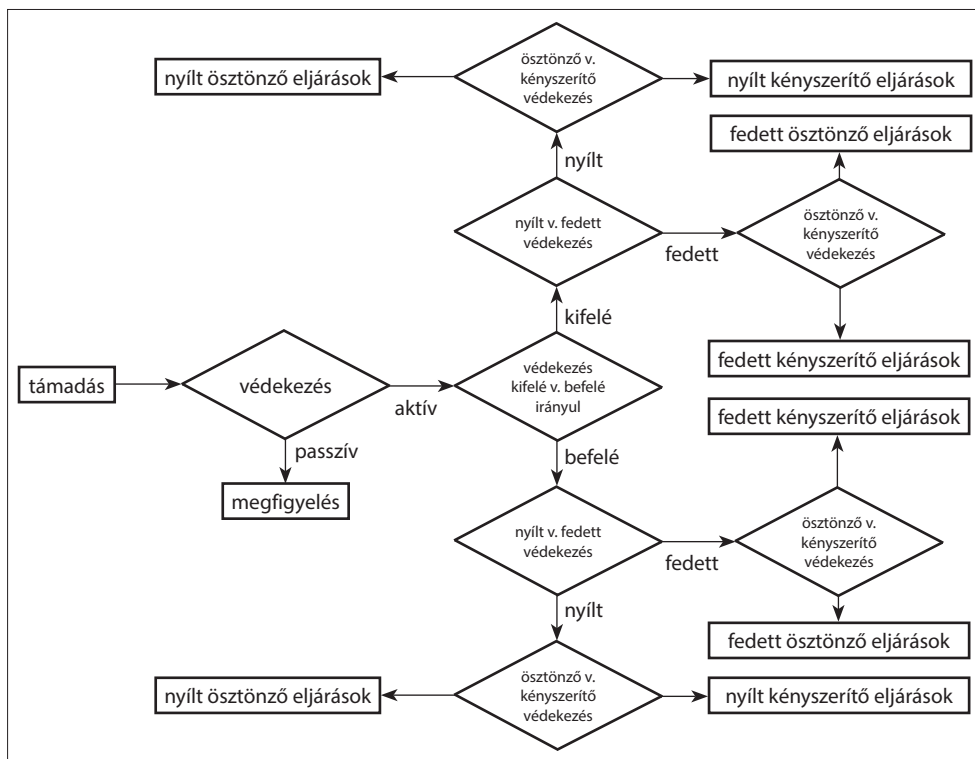 ösztönző v.
kényszerítő
védekezés
nyílt ösztönző eljárások
nyílt kényszerítő eljárások
fedett ösztönző eljárások
nyílt
nyílt v. fedett
védekezés
fedett
ösztönző v.
kényszerítő
védekezés
kifelé
fedett kényszerítő eljárások
támadás
védekezés
aktív
védekezés
kifelé v. befelé
irányul
passzív
megfigyelés
befelé
fedett kényszerítő eljárások
nyílt v. fedett
védekezés
fedett
ösztönző v.
kényszerítő
védekezés
nyílt
fedett ösztönző eljárások
nyílt ösztönző eljárások
ösztönző v.
kényszerítő
védekezés
nyílt kényszerítő eljárások